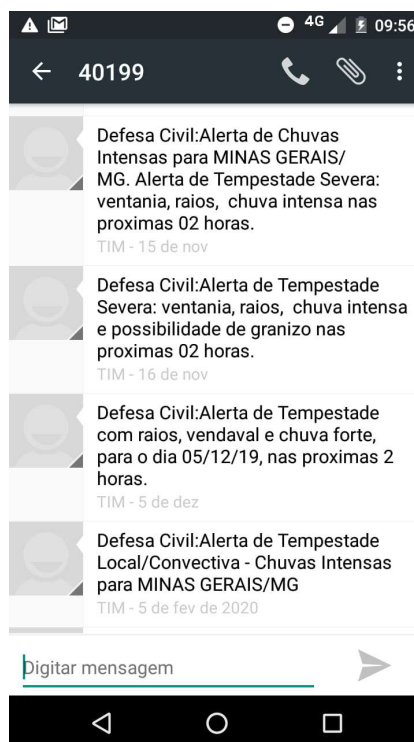 4G 09:56
40199
Defesa Civil:Alerta de Chuvas
Intensas para MINAS GERAIS/
MG. Alerta de Tempestade Severa:
ventania, raios,  chuva intensa nas
proximas 02 horas.
TIM - 15 de nov
Defesa Civil:Alerta de Tempestade
Severa: ventania, raios,  chuva intensa
e possibilidade de granizo nas
proximas 02 horas.
TIM - 16 de nov
Defesa Civil:Alerta de Tempestade
com raios, vendaval e chuva forte,
para o dia 05/12/19, nas proximas 2
horas.
TIM - 5 de dez
Defesa Civil:Alerta de Tempestade
Local/Convectiva - Chuvas Intensas
para MINAS GERAIS/MG
TIM - 5 de fev de 2020
Digitar mensagem